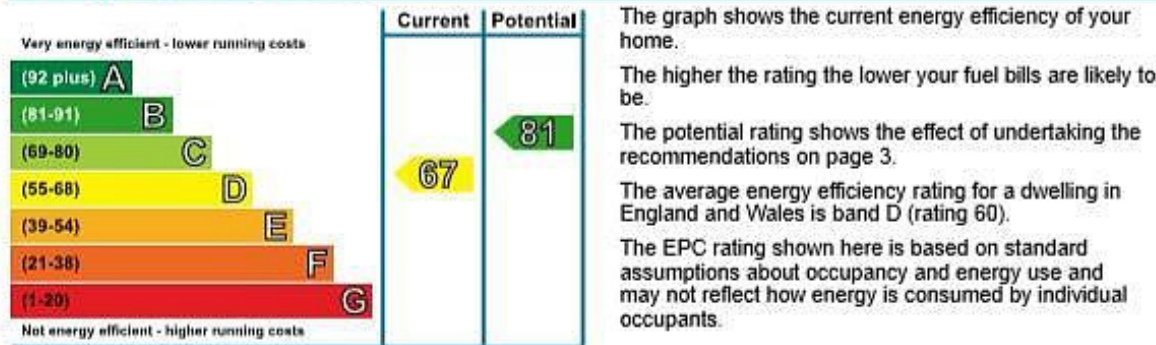 Current Potential
Very energy efficient - lower running costs
(92 plus) A
(81-91) B
(69-80) C
(55-68) D
(39-54) E
(21-38) F
(1-20) G
Not energy efficient - higher running costs
67
81
The graph shows the current energy efficiency of your
home.
The higher the rating the lower your fuel bills are likely to
be.
The potential rating shows the effect of undertaking the
recommendations on page 3.
The average energy efficiency rating for a dwelling in
England and Wales is band D (rating 60).
The EPC rating shown here is based on standard
assumptions about occupancy and energy use and
may not reflect how energy is consumed by individual
occupants.